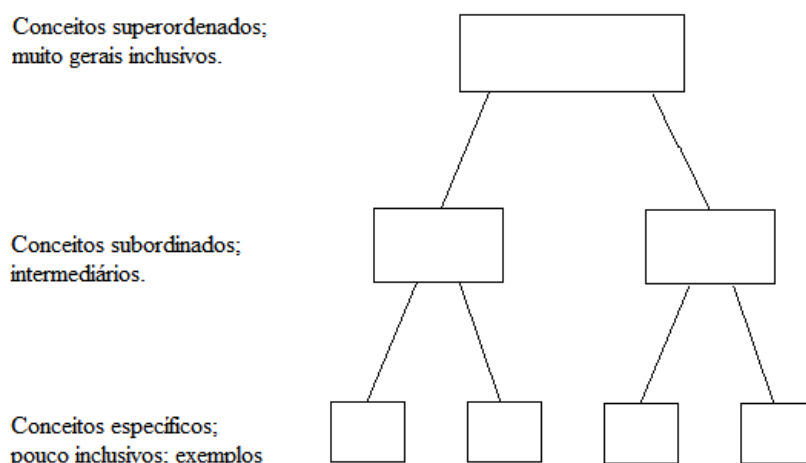 Conceitos superordenados;
muito gerais inclusivos.
Conceitos subordinados;
intermediários.
Conceitos específicos;
pouco inclusivos; exemplos